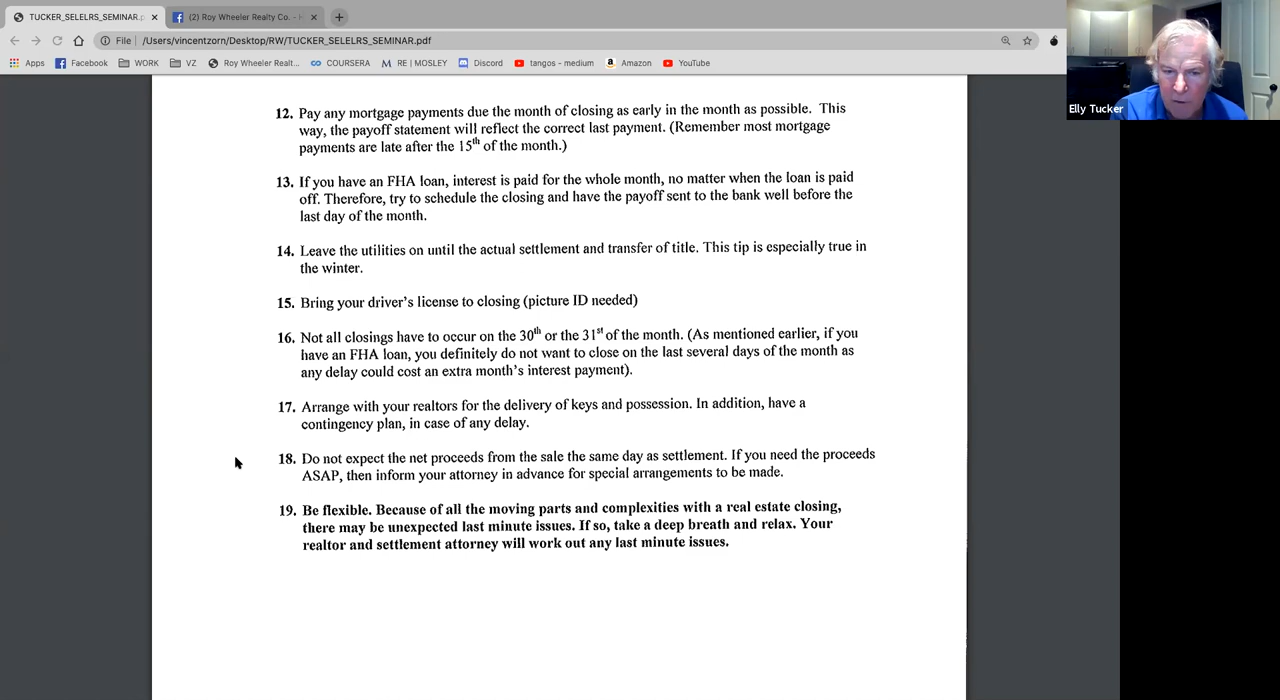 TUCKER_SELELRS_SEMINAR.p
(2) Roy Wheeler Realty Co. - H
File | /Users/vincentzorn/Desktop/RW/TUCKER_SELELRS_SEMINAR.pdf
Apps Facebook WORK VZ Roy Wheeler Realt... COURSERA RE | MOSLEY Discord tangos - medium Amazon YouTube
Elly Tucker
12. Pay any mortgage payments due the month of closing as early in the month as possible. This
way, the payoff statement will reflect the correct last payment. (Remember most mortgage
payments are late after the 15th of the month.)
13. If you have an FHA loan, interest is paid for the whole month, no matter when the loan is paid
off. Therefore, try to schedule the closing and have the payoff sent to the bank well before the
last day of the month.
14. Leave the utilities on until the actual settlement and transfer of title. This tip is especially true in
the winter.
15. Bring your driver's license to closing (picture ID needed)
16. Not all closings have to occur on the 30th or the 31st of the month. (As mentioned earlier, if you
have an FHA loan, you definitely do not want to close on the last several days of the month as
any delay could cost an extra month's interest payment).
17. Arrange with your realtors for the delivery of keys and possession. In addition, have a
contingency plan, in case of any delay.
18. Do not expect the net proceeds from the sale the same day as settlement. If you need the proceeds
ASAP, then inform your attorney in advance for special arrangements to be made.
19. Be flexible. Because of all the moving parts and complexities with a real estate closing,
there may be unexpected last minute issues. If so, take a deep breath and relax. Your
realtor and settlement attorney will work out any last minute issues.